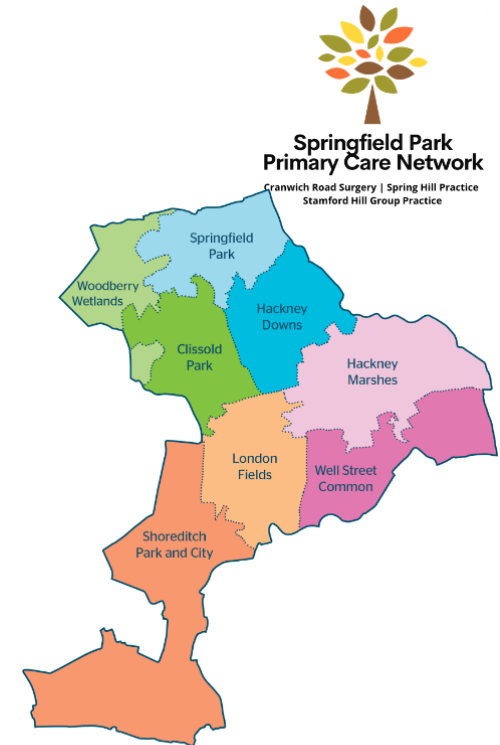 Springfield Park
Primary Care Network
Cranwich Road Surgery | Spring Hill Practice
Stamford Hill Group Practice
Springfield
Park
Woodberry
Wetlands
Hackney
Downs
Clissold
Park
Hackney
Marshes
London
Fields
Well Street
Common
Shoreditch
Park and City